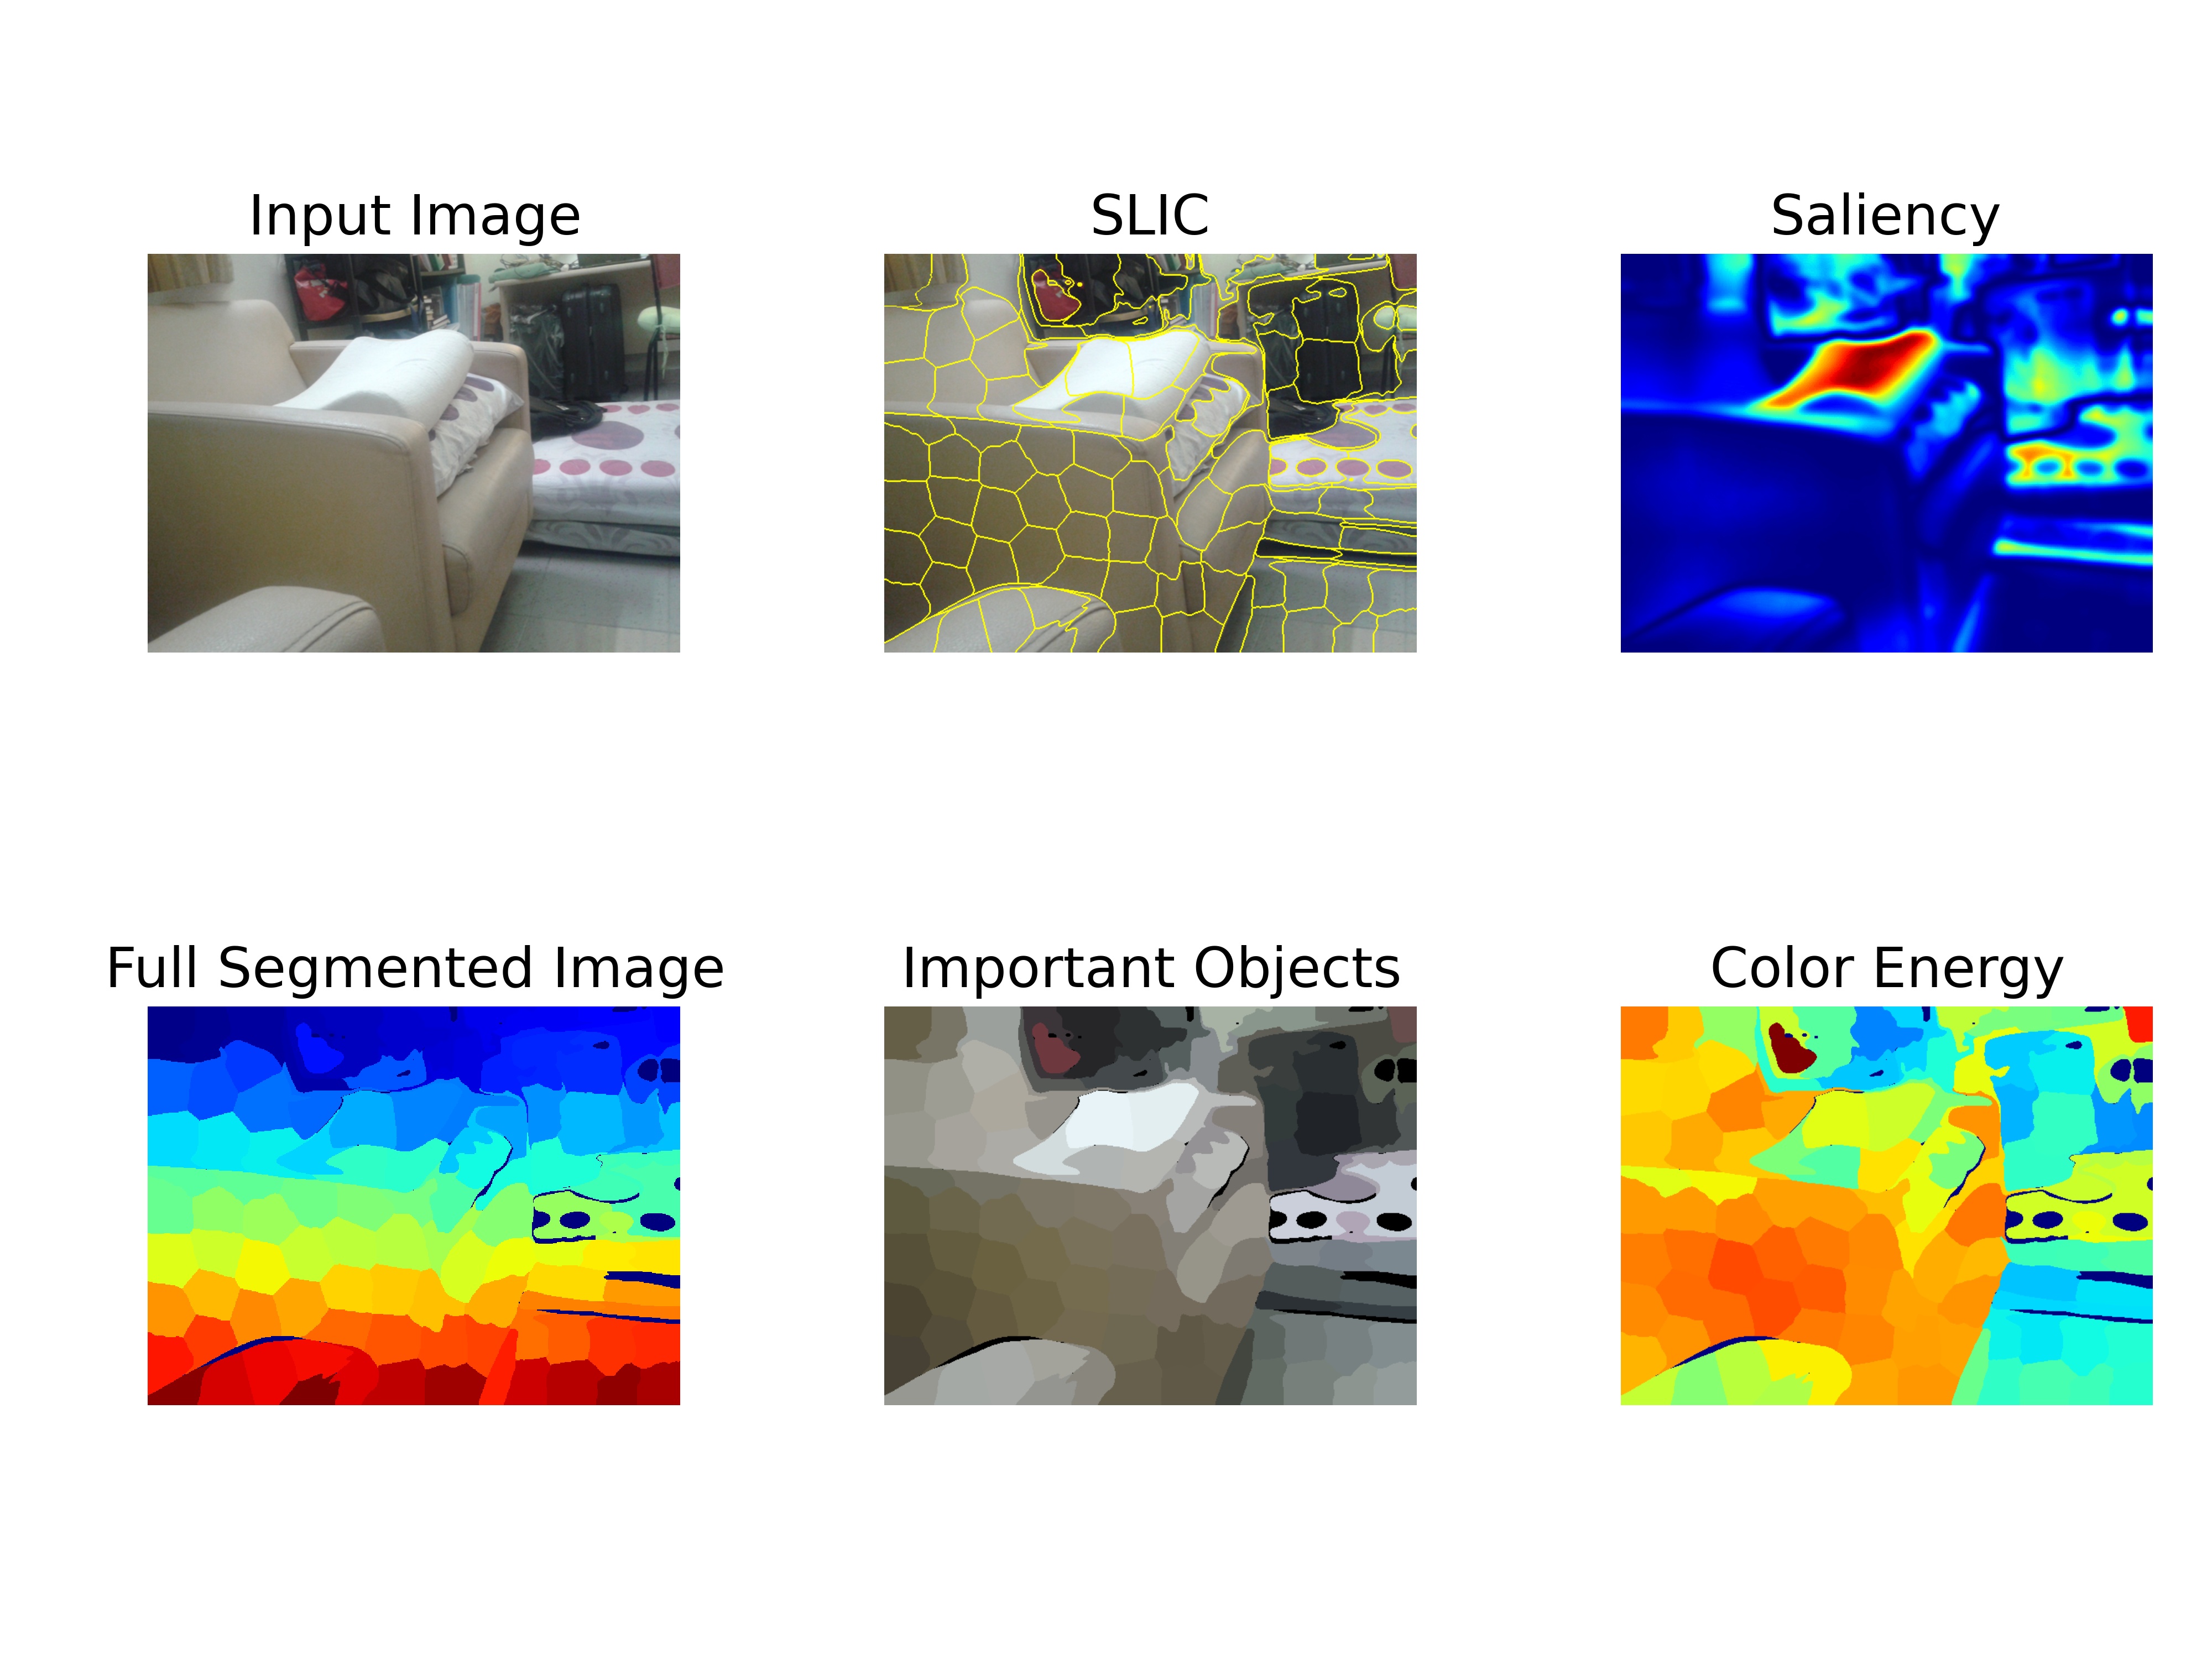 Input Image
SLIC
Saliency
Full Segmented Image
Important Objects
Color Energy